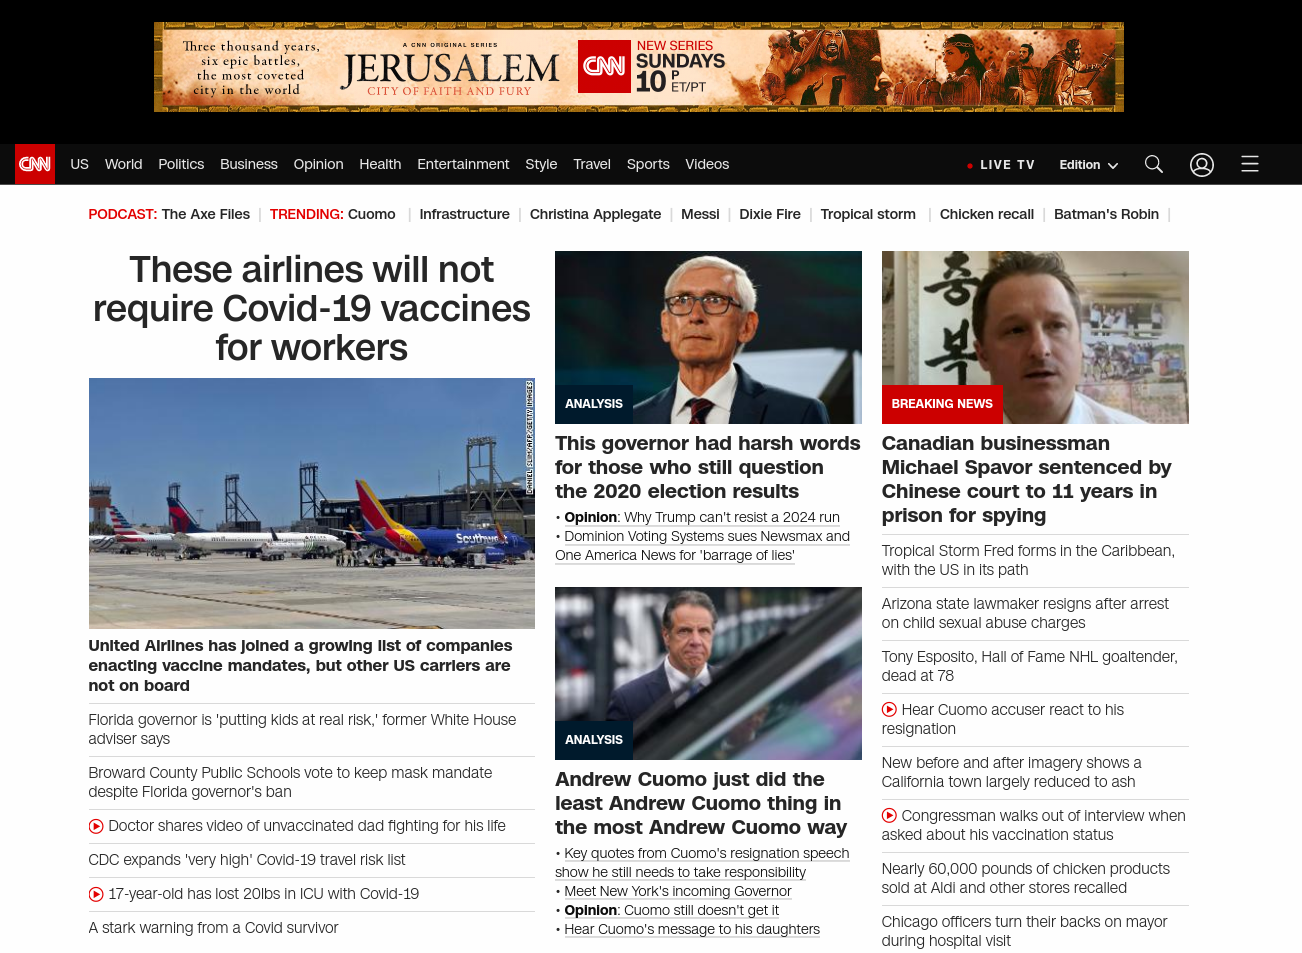 Three thousand years,
six epic battles,
the most coveted
city in the world
A CNN ORIGINAL SERIES
JERUSALEM
CITY OF FAITH AND FURY
CNN
NEW SERIES
SUNDAYS
10 P ET/PT
CNN US World Politics Business Opinion Health Entertainment Style Travel Sports Videos LIVE TV Edition
PODCAST: The Axe Files | TRENDING: Cuomo | Infrastructure | Christina Applegate | Messi | Dixie Fire | Tropical storm | Chicken recall | Batman's Robin |
These airlines will not
require Covid-19 vaccines
for workers
DANIEL SLIM/AFP/GETTY IMAGES
Southwest
United Airlines has joined a growing list of companies
enacting vaccine mandates, but other US carriers are
not on board
Florida governor is 'putting kids at real risk,' former White House
adviser says
Broward County Public Schools vote to keep mask mandate
despite Florida governor's ban
Doctor shares video of unvaccinated dad fighting for his life
CDC expands 'very high' Covid-19 travel risk list
17-year-old has lost 20lbs in ICU with Covid-19
A stark warning from a Covid survivor
ANALYSIS
This governor had harsh words
for those who still question
the 2020 election results
• Opinion: Why Trump can't resist a 2024 run
• Dominion Voting Systems sues Newsmax and
One America News for 'barrage of lies'
ANALYSIS
Andrew Cuomo just did the
least Andrew Cuomo thing in
the most Andrew Cuomo way
• Key quotes from Cuomo's resignation speech
show he still needs to take responsibility
• Meet New York's incoming Governor
• Opinion: Cuomo still doesn't get it
• Hear Cuomo's message to his daughters
중
북
BREAKING NEWS
Canadian businessman
Michael Spavor sentenced by
Chinese court to 11 years in
prison for spying
Tropical Storm Fred forms in the Caribbean,
with the US in its path
Arizona state lawmaker resigns after arrest
on child sexual abuse charges
Tony Esposito, Hall of Fame NHL goaltender,
dead at 78
Hear Cuomo accuser react to his
resignation
New before and after imagery shows a
California town largely reduced to ash
Congressman walks out of interview when
asked about his vaccination status
Nearly 60,000 pounds of chicken products
sold at Aldi and other stores recalled
Chicago officers turn their backs on mayor
during hospital visit